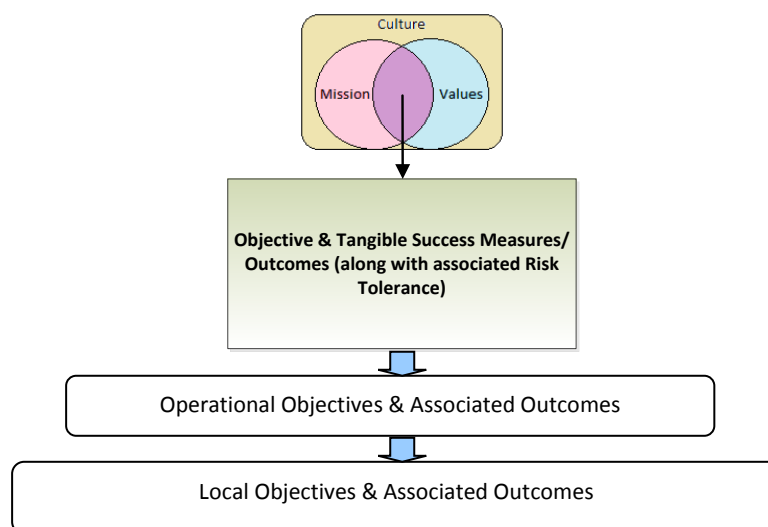 Culture
Mission
Values
Objective & Tangible Success Measures/
Outcomes (along with associated Risk
Tolerance)
Operational Objectives & Associated Outcomes
Local Objectives & Associated Outcomes